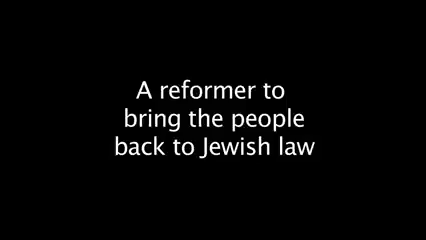 A reformer to
bring the people
back to Jewish law